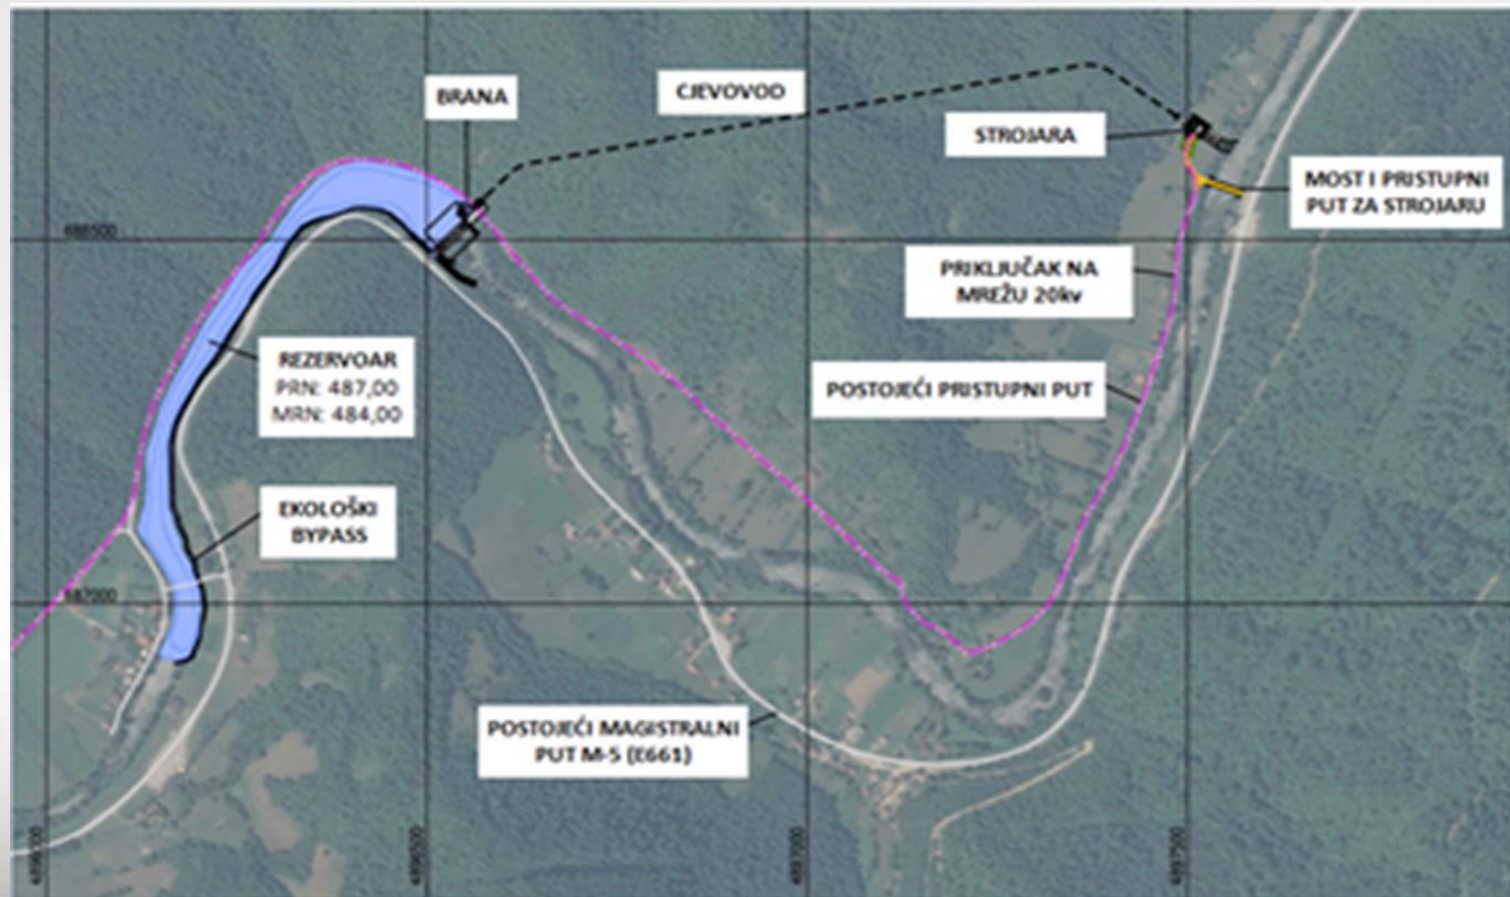 BRANA
CJEVOVOD
STROJARA
MOST I PRISTUPNI
PUT ZA STROJARU
PRIKLJUČAK NA
MREŽU 20kv
REZERVOAR
PRN: 487,00
MRN: 484,00
POSTOJEĆI PRISTUPNI PUT
EKOLOŠKI
BYPASS
POSTOJEĆI MAGISTRALNI
PUT M-5 (E661)